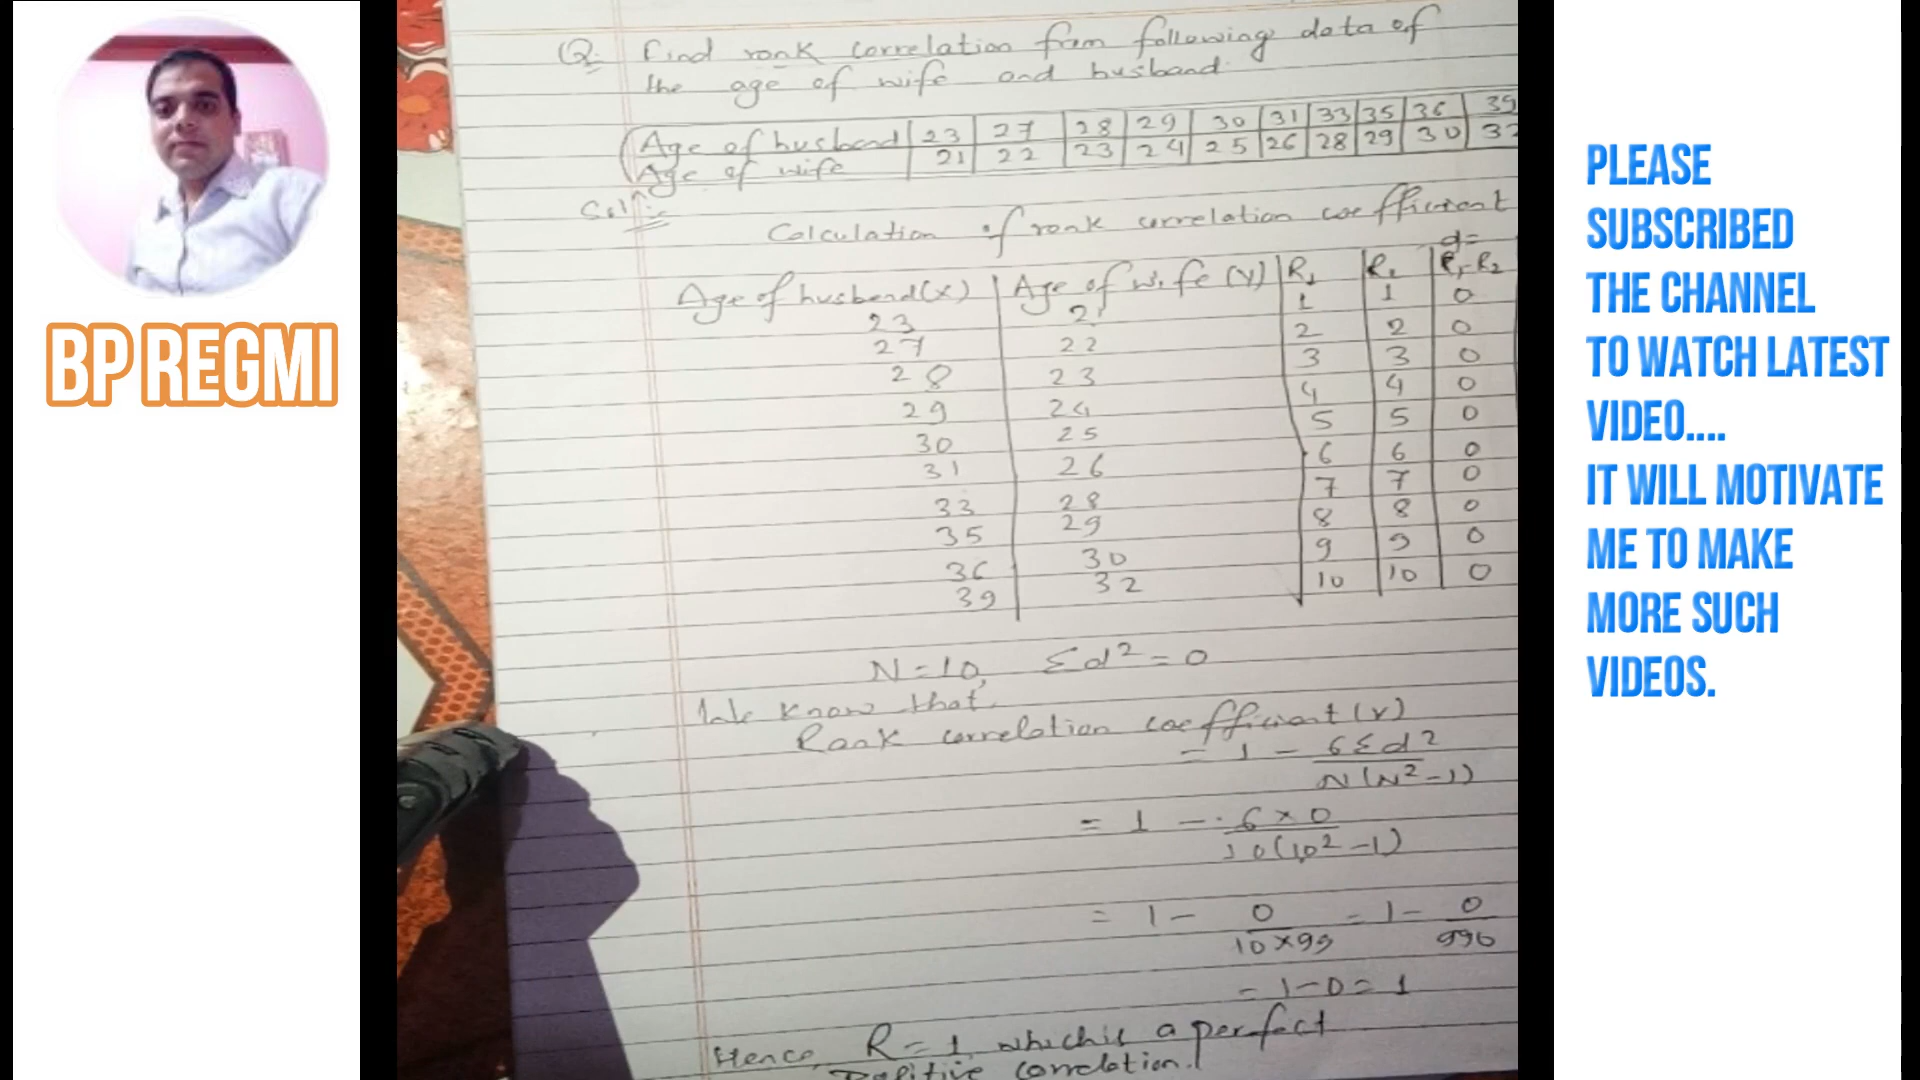 BP REGMI
Q: Find rank correlation from following data of
the age of wife and husband.
Age of husband 23 27 28 29 30 31 33 35 36 39
Age of wife 21 22 23 24 25 26 28 29 30 32
Solⁿ:
Calculation of rank correlation coefficient
Age of husband(X) Age of wife (Y) R₁ R₂ d= R₁-R₂
23 21 1 1 0
27 22 2 2 0
28 23 3 3 0
29 24 4 4 0
30 25 5 5 0
31 26 6 6 0
33 28 7 7 0
35 29 8 8 0
36 30 9 9 0
39 32 10 10 0
N=10, Σd²=0
We know that,
Rank correlation coefficient (r)
= 1 - 6Σd² / N(N²-1)
= 1 - 6×0 / 10(10²-1)
= 1 - 0 / 10×99 = 1 - 0 / 990
= 1-0 = 1
Hence, R=1, which is a perfect
positive correlation.
PLEASE
SUBSCRIBED
THE CHANNEL
TO WATCH LATEST
VIDEO....
IT WILL MOTIVATE
ME TO MAKE
MORE SUCH
VIDEOS.